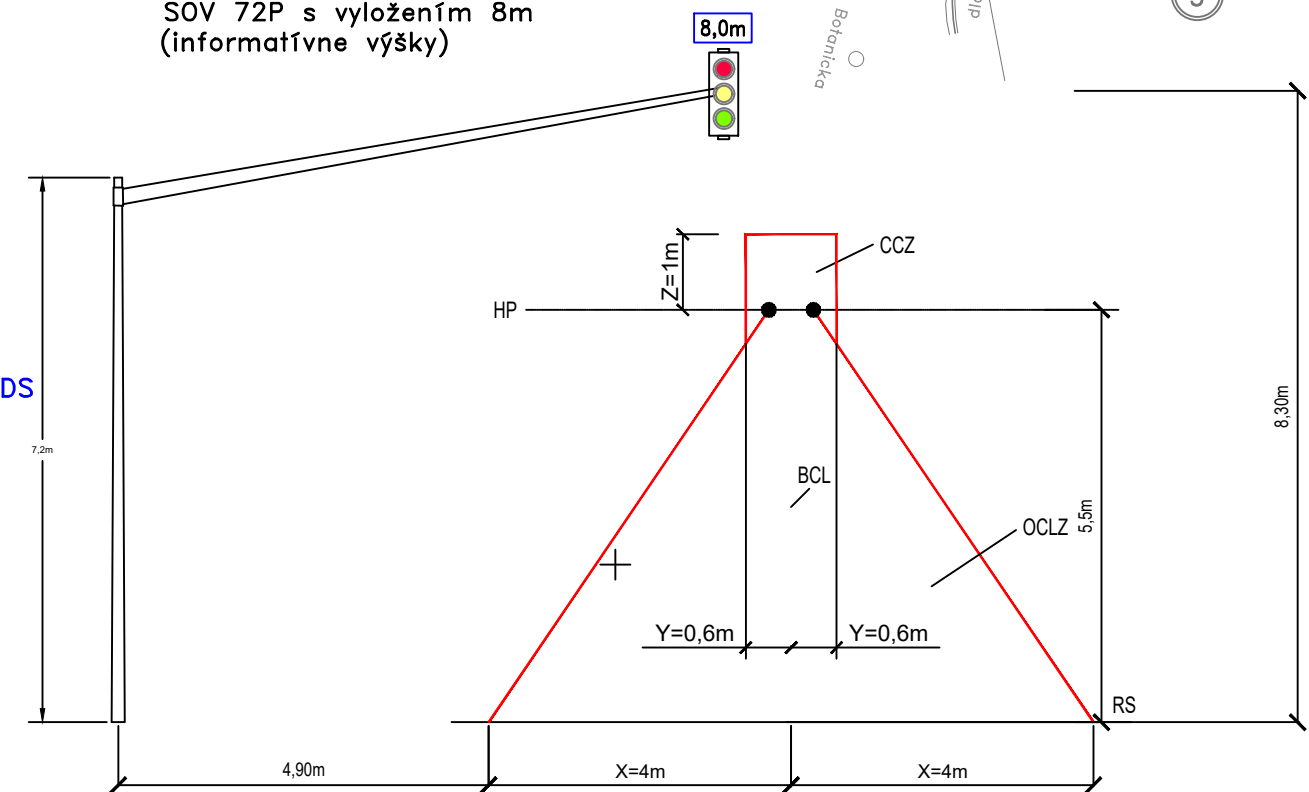 SOV 72P s vyložením 8m
(informatívne výšky)
8,0m
Botanicka
CCZ
Z=1m
HP
DS
7,2m
8,30m
BCL
5,5m
OCLZ
Y=0,6m
Y=0,6m
RS
4,90m
X=4m
X=4m